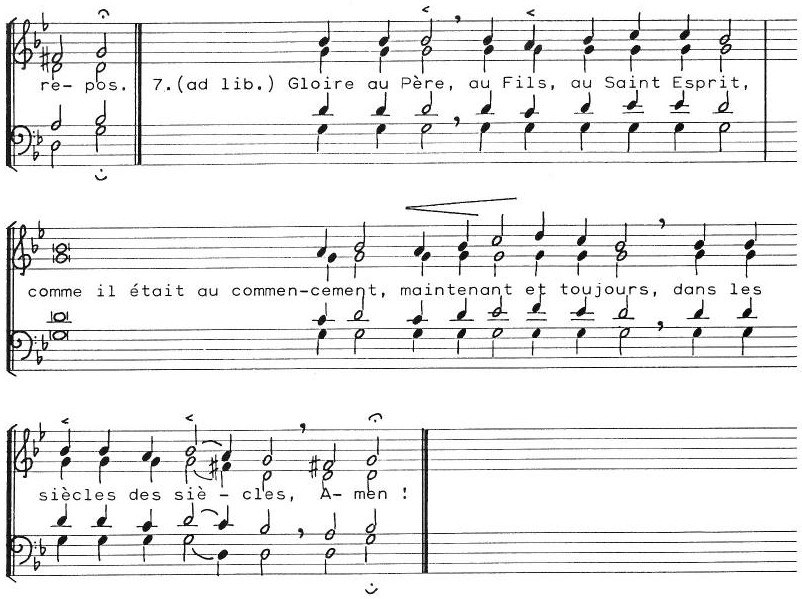 re- pos. 7.(ad lib.) Gloire au Père, au Fils, au Saint Esprit,
comme il était au commen-cement, maintenant et toujours, dans les
siècles des siè - cles, A- men !